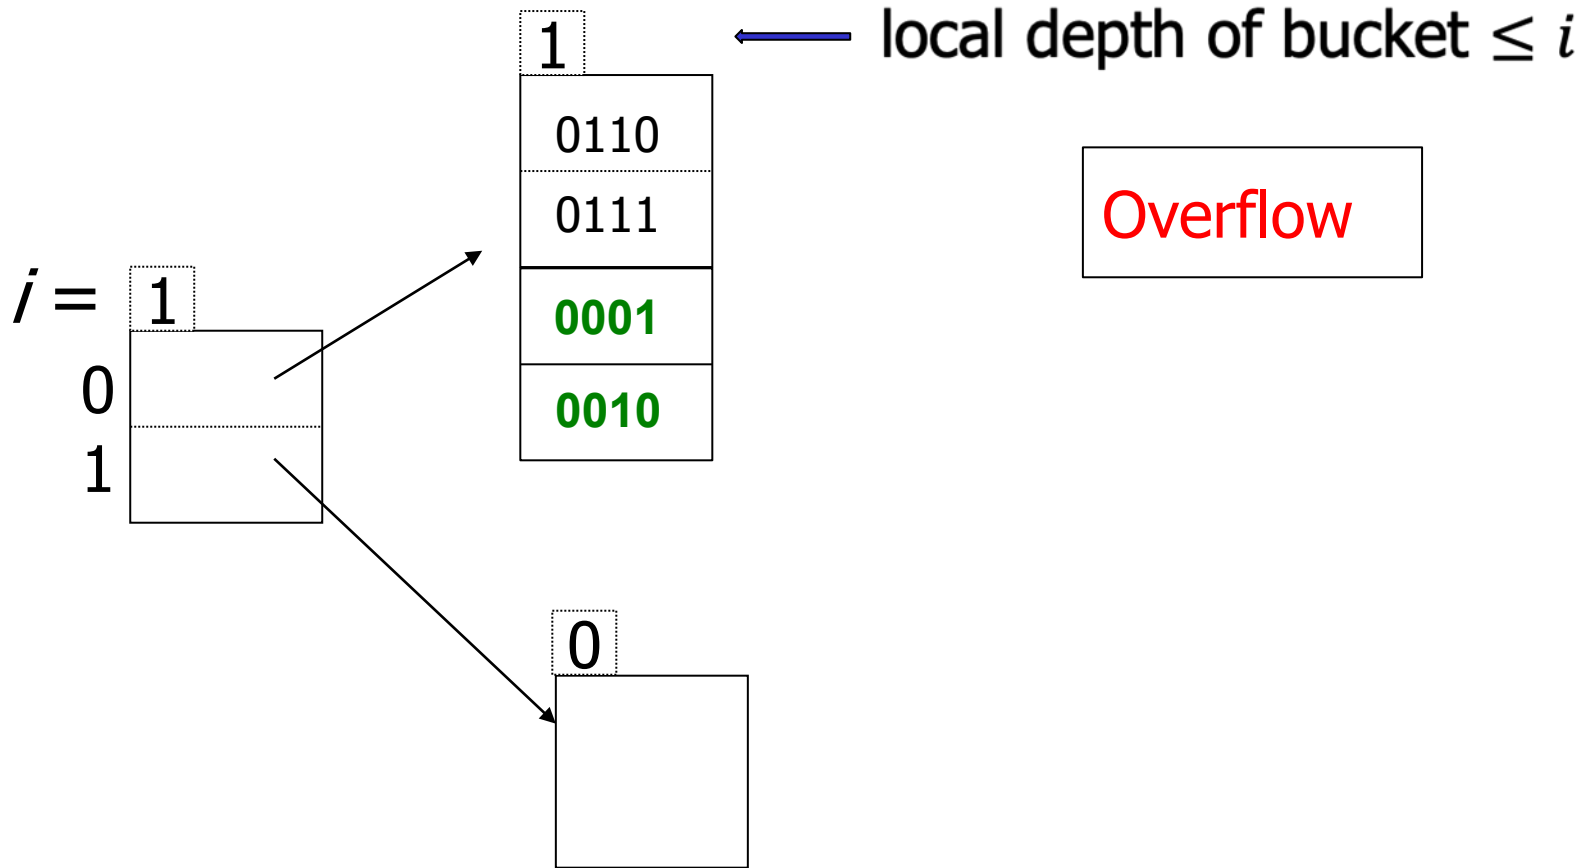 1
local depth of bucket ≤ i
0110
0111
Overflow
i = 1
0001
0
0010
1
0